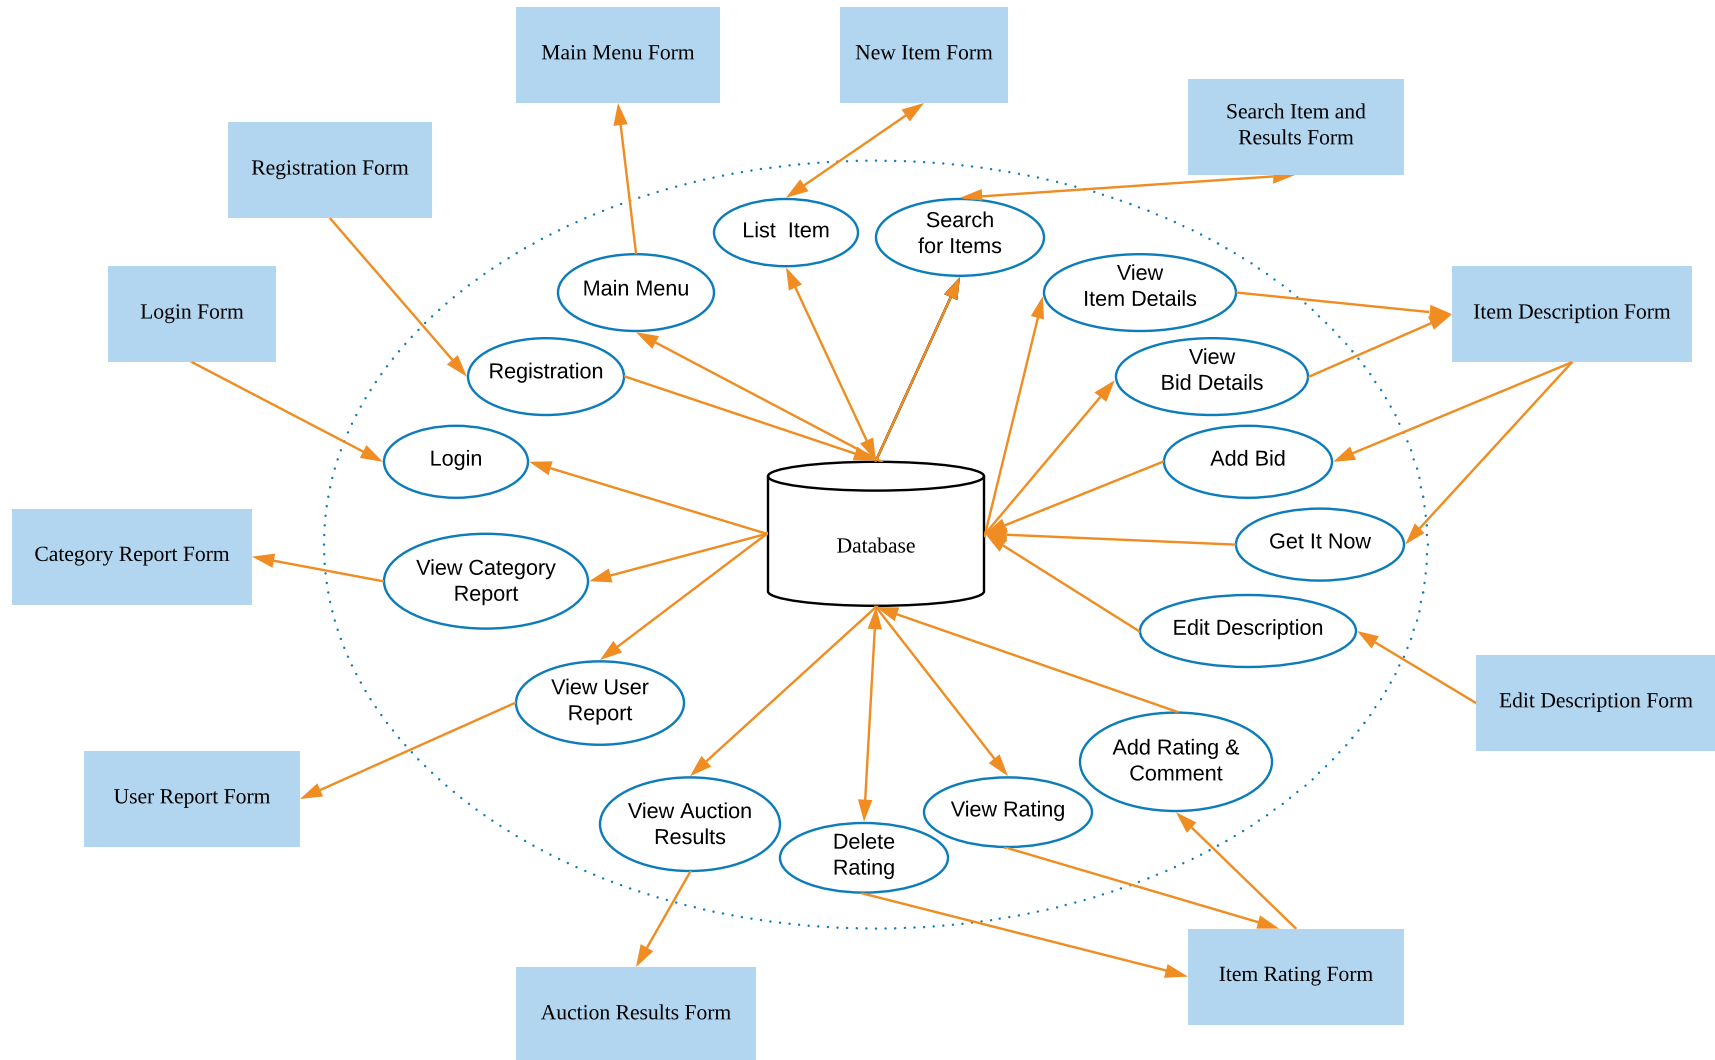 Main Menu Form
New Item Form
Search Item and
Results Form
Registration Form
List  Item
Search
for Items
View
Item Details
Main Menu
Login Form
Item Description Form
Registration
View
Bid Details
Login
Add Bid
Category Report Form
Database
Get It Now
View Category
Report
Edit Description
View User
Report
Edit Description Form
Add Rating &
Comment
User Report Form
View Auction
Results
View Rating
Delete
Rating
Item Rating Form
Auction Results Form